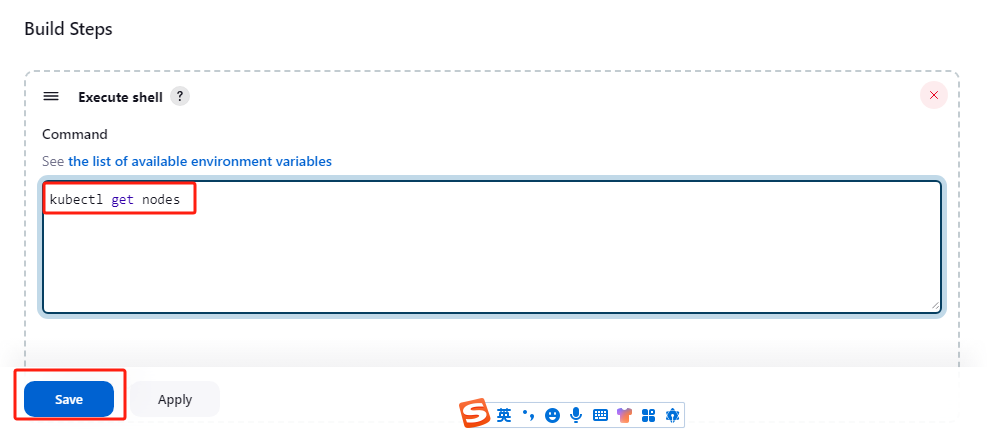 Build Steps
Execute shell ?
Command
See the list of available environment variables
kubectl get nodes
Save Apply
S 英